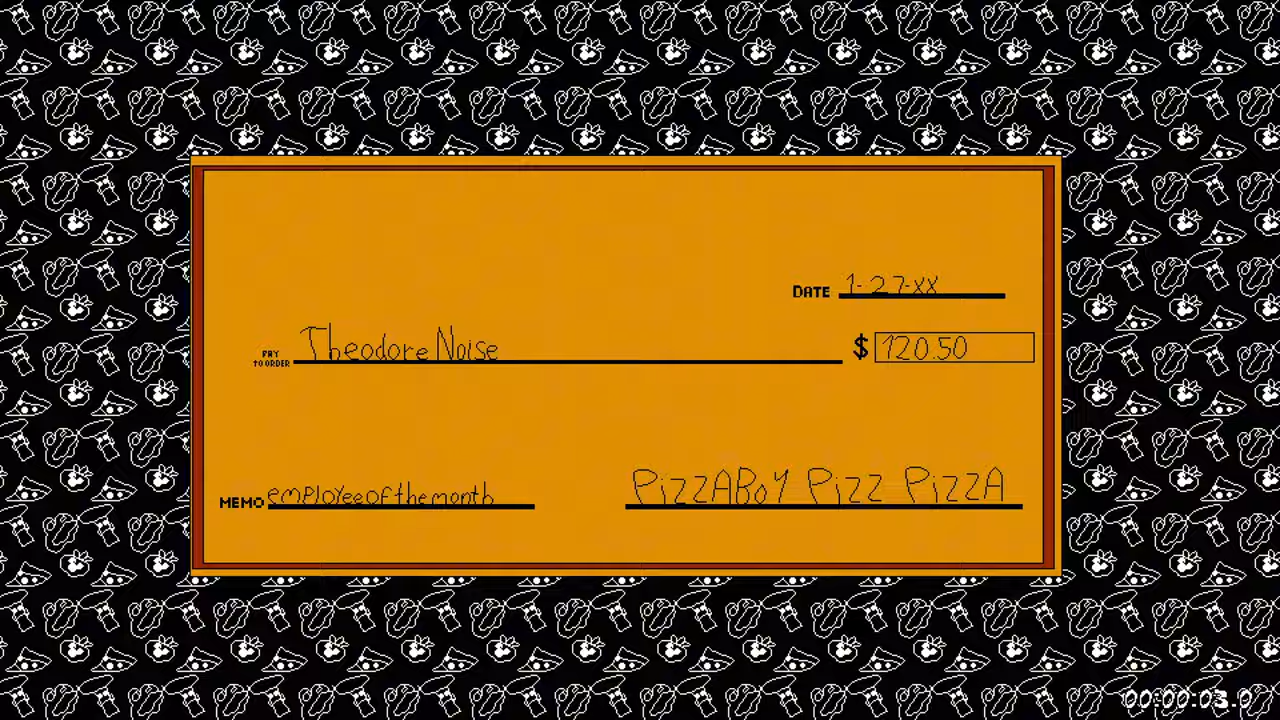 DATE 1-27-XX
PAY TO ORDER Theodore Noise $ 120.50
MEMO employee of the month PizzABoY Pizz PizzA
00:00:03.0